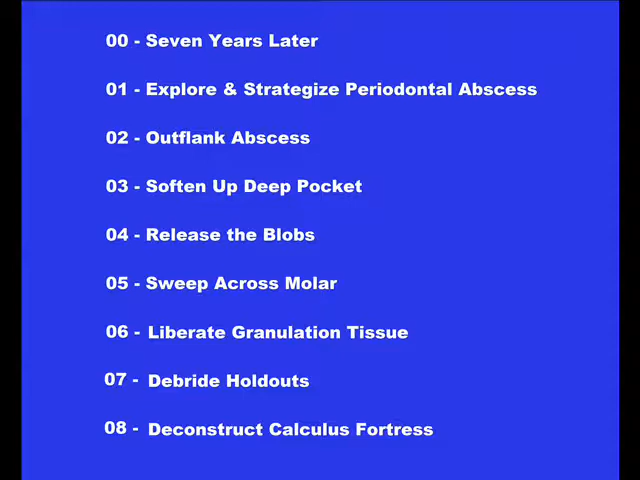 00 - Seven Years Later
01 - Explore & Strategize Periodontal Abscess
02 - Outflank Abscess
03 - Soften Up Deep Pocket
04 - Release the Blobs
05 - Sweep Across Molar
06 - Liberate Granulation Tissue
07 - Debride Holdouts
08 - Deconstruct Calculus Fortress